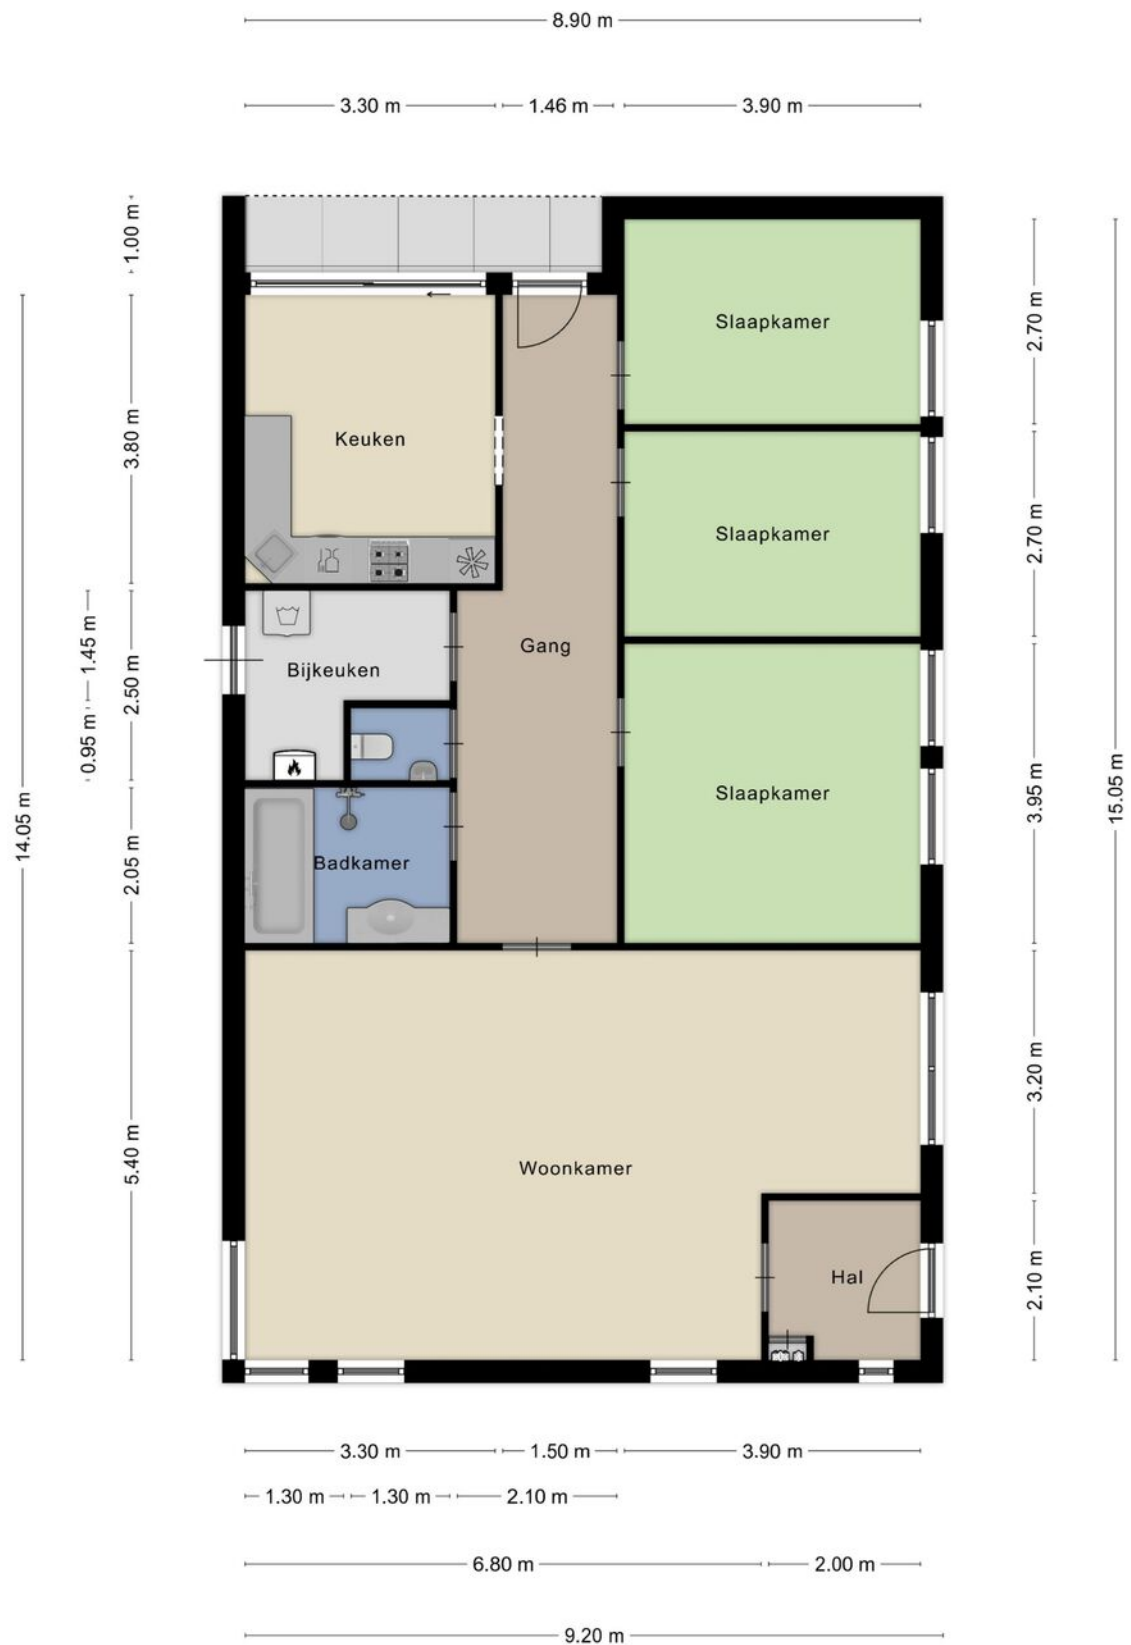 8.90 m
3.30 m
1.46 m
3.90 m
1.00 m
3.80 m
2.50 m
2.05 m
5.40 m
1.45 m
0.95 m
14.05 m
Slaapkamer
Keuken
Slaapkamer
Gang
Bijkeuken
Slaapkamer
Badkamer
Woonkamer
Hal
2.70 m
2.70 m
3.95 m
3.20 m
2.10 m
15.05 m
3.30 m
1.50 m
3.90 m
1.30 m
1.30 m
2.10 m
6.80 m
2.00 m
9.20 m